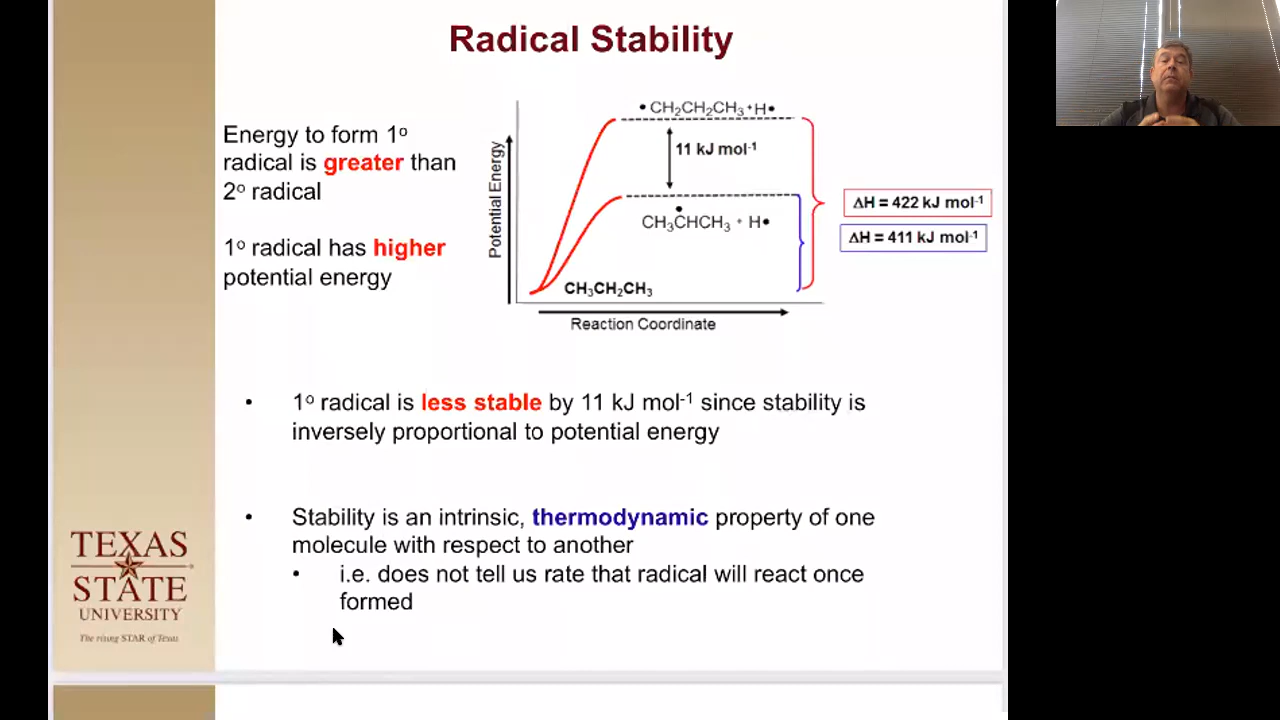 Radical Stability
Energy to form 1º
radical is greater than
2º radical
1º radical has higher
potential energy
Potential Energy
• CH₂CH₂CH₃ + H•
11 kJ mol⁻¹
•
CH₃CHCH₃ + H•
CH₃CH₂CH₃
Reaction Coordinate
ΔH = 422 kJ mol⁻¹
ΔH = 411 kJ mol⁻¹
• 1º radical is less stable by 11 kJ mol⁻¹ since stability is
inversely proportional to potential energy
• Stability is an intrinsic, thermodynamic property of one
molecule with respect to another
• i.e. does not tell us rate that radical will react once
formed
TEXAS
STATE
UNIVERSITY
The rising STAR of Texas